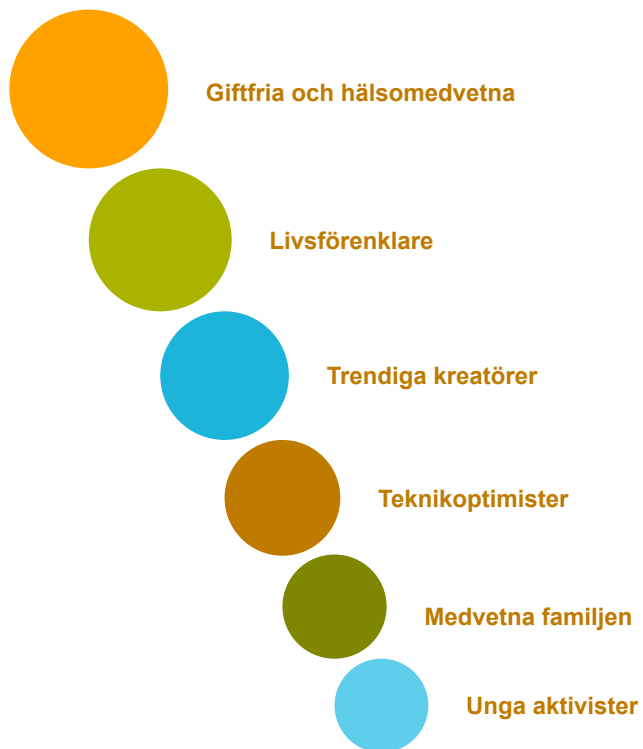 Giftfria och hälsomedvetna
Livsförenklare
Trendiga kreatörer
Teknikoptimister
Medvetna familjen
Unga aktivister